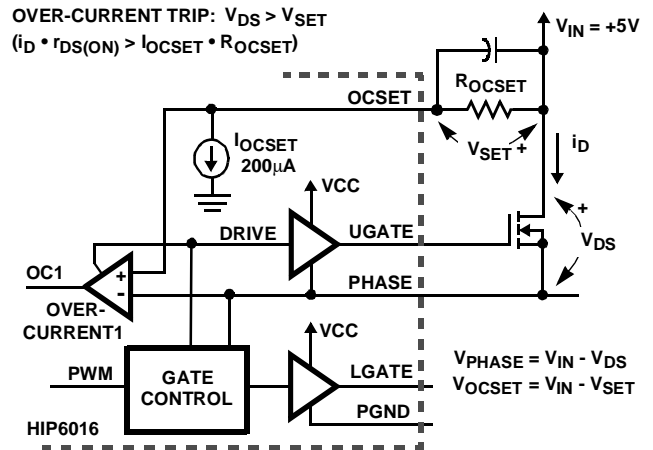 OVER-CURRENT TRIP: VDS > VSET
(iD • rDS(ON) > IOCSET • ROCSET)
VIN = +5V
ROCSET
OCSET
VSET +
iD
IOCSET
200μA
VCC
DRIVE
UGATE
+
VDS
OC1
+
-
PHASE
OVER-
CURRENT1
VCC
PWM
GATE
CONTROL
LGATE
PGND
VPHASE = VIN - VDS
VOCSET = VIN - VSET
HIP6016